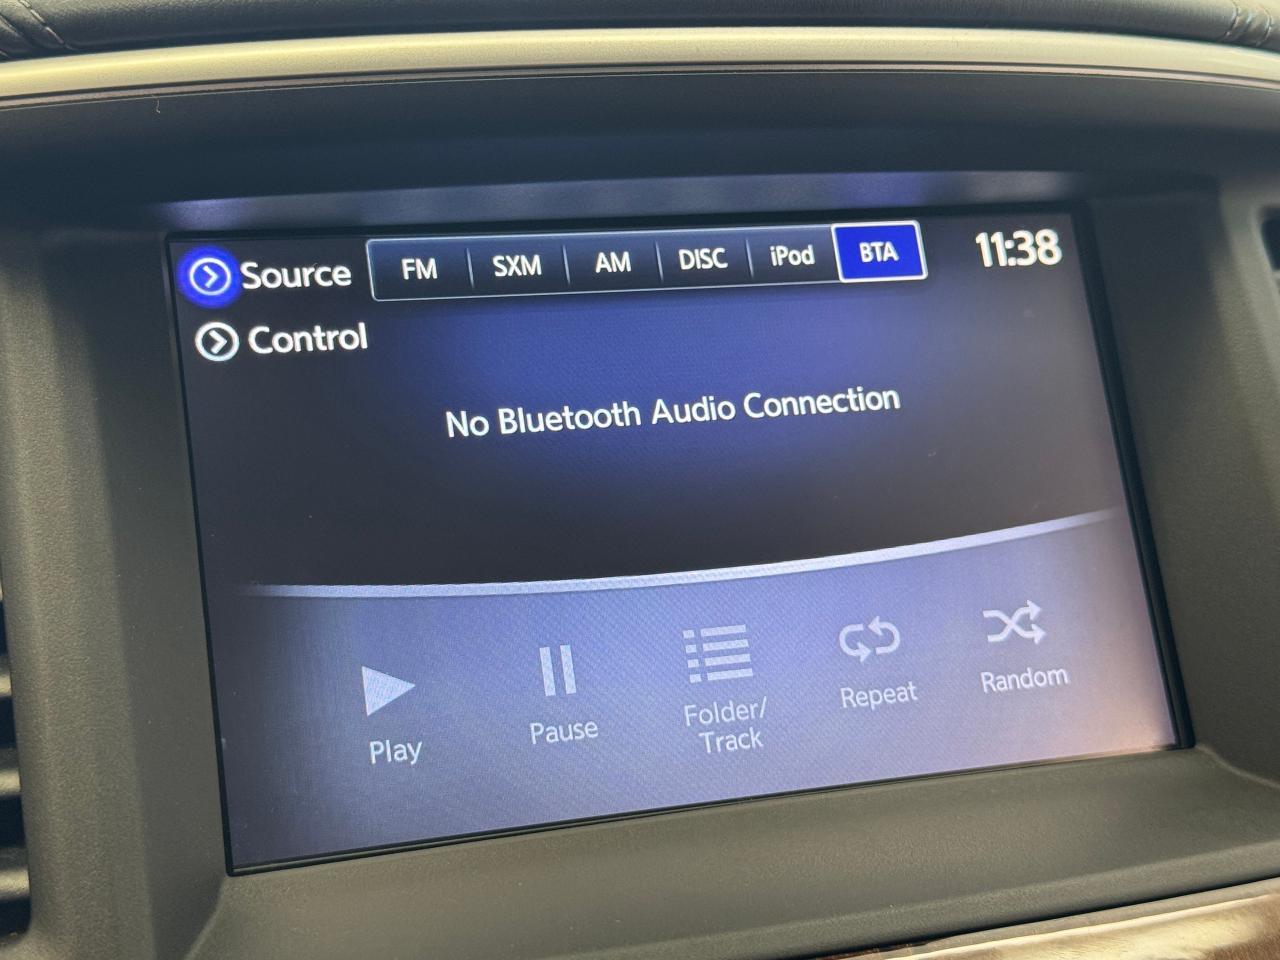 Source FM SXM AM DISC iPod BTA 11:38
Control
No Bluetooth Audio Connection
Play Pause Folder/ Repeat Random
Track